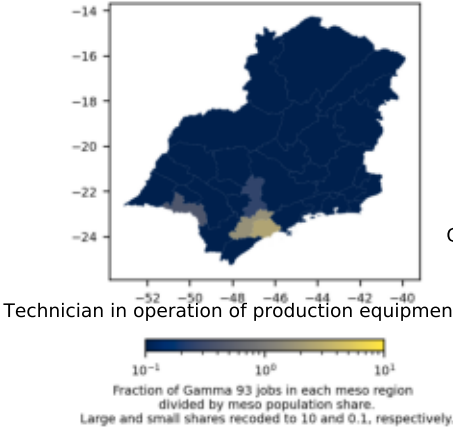 −14
−16
−18
−20
−22
−24
−52 −50 −48 −46 −44 −42 −40
Technician in operation of production equipmen
10⁻¹ 10⁰ 10¹
Fraction of Gamma 93 jobs in each meso region
divided by meso population share.
Large and small shares recoded to 10 and 0.1, respectively.